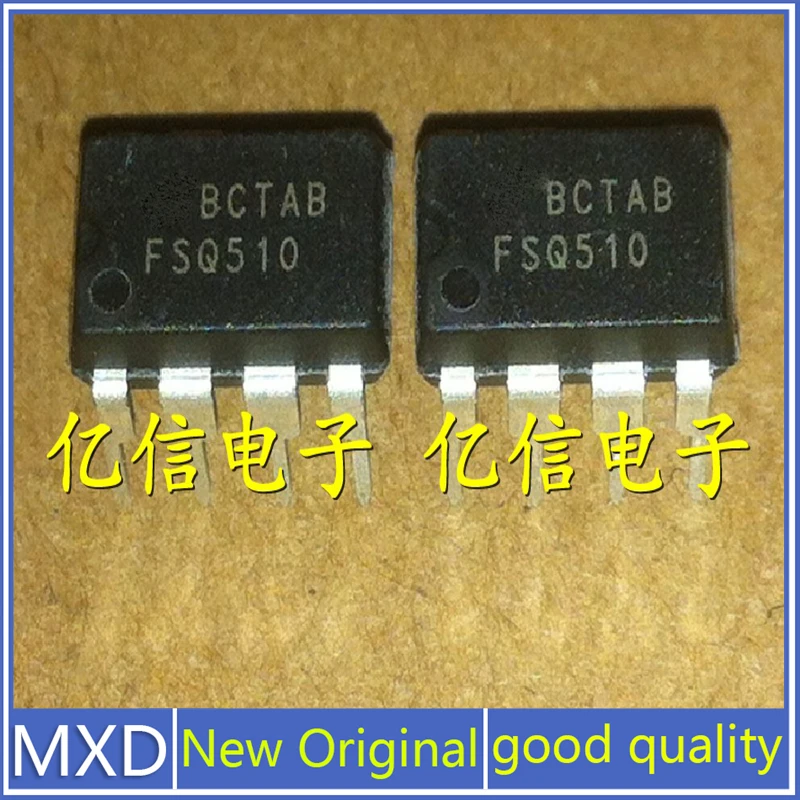 BCTAB
FSQ510
BCTAB
FSQ510
亿信电子
亿信电子
MXD
New Original
good quality